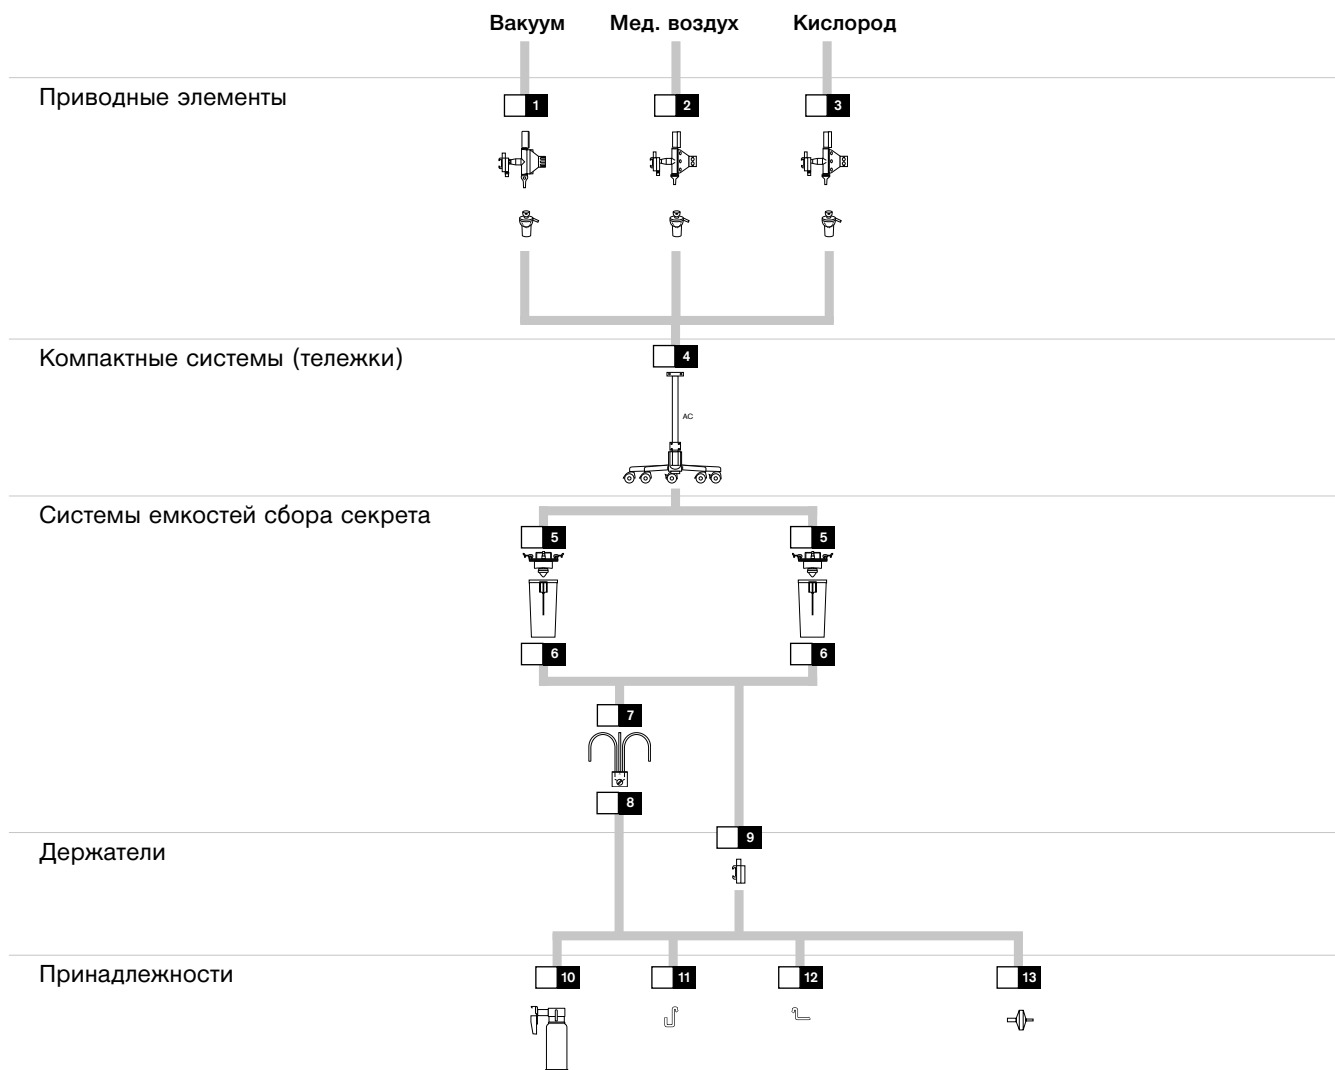 Вакуум Мед. воздух Кислород
Приводные элементы
1 2 3
Компактные системы (тележки)
4
AC
Системы емкостей сбора секрета
5 5
6 6
7
8
9
Держатели
Принадлежности
10 11 12 13